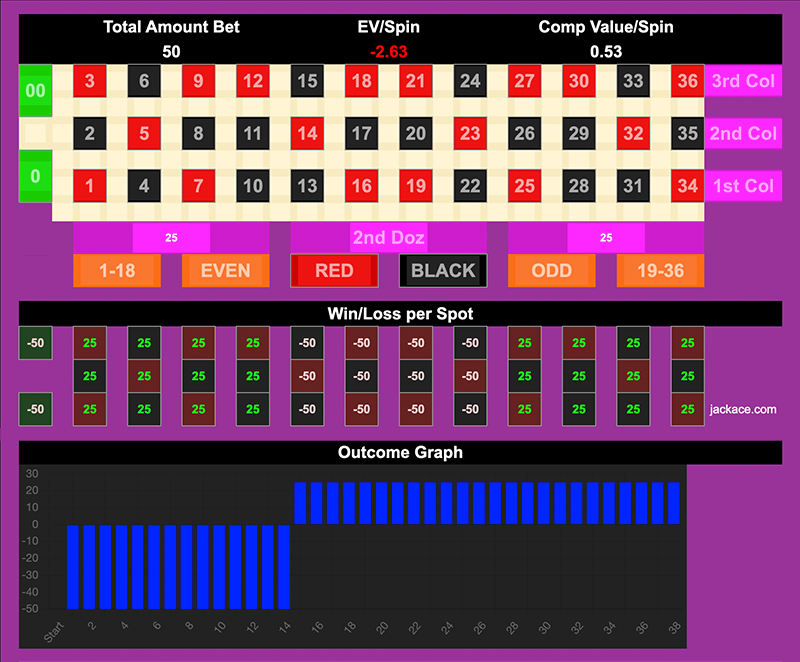 Total Amount Bet EV/Spin Comp Value/Spin
50 -2.63 0.53
00 3 6 9 12 15 18 21 24 27 30 33 36 3rd Col
2 5 8 11 14 17 20 23 26 29 32 35 2nd Col
0 1 4 7 10 13 16 19 22 25 28 31 34 1st Col
25 2nd Doz 25
1-18 EVEN RED BLACK ODD 19-36
Win/Loss per Spot
-50 25 25 25 25 -50 -50 -50 -50 25 25 25 25
25 25 25 25 -50 -50 -50 -50 25 25 25 25
-50 25 25 25 25 -50 -50 -50 -50 25 25 25 25 jackace.com
Outcome Graph
30
20
10
0
-10
-20
-30
-40
-50
Start 2 4 6 8 10 12 14 16 18 20 22 24 26 28 30 32 34 36 38